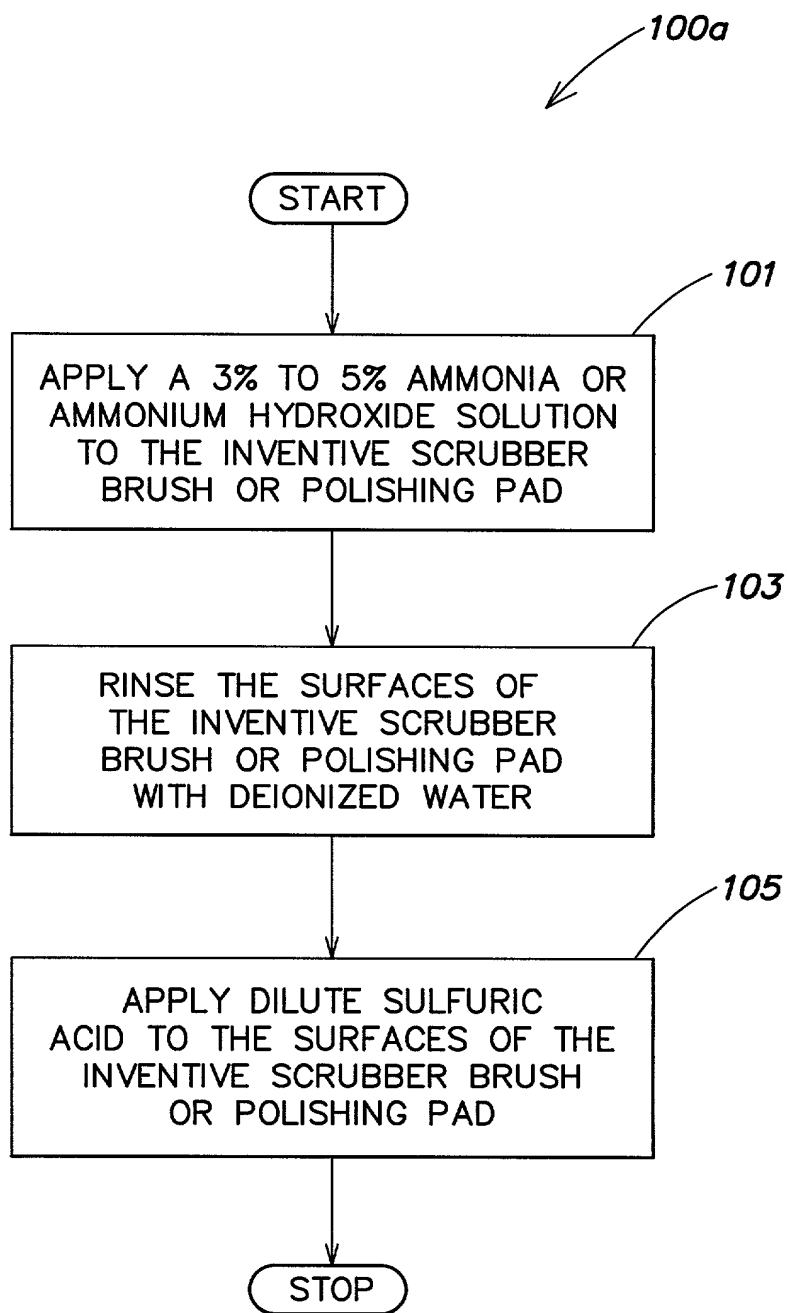 100a
START
101
APPLY A 3% TO 5% AMMONIA OR
AMMONIUM HYDROXIDE SOLUTION
TO THE INVENTIVE SCRUBBER
BRUSH OR POLISHING PAD
103
RINSE THE SURFACES OF
THE INVENTIVE SCRUBBER
BRUSH OR POLISHING PAD
WITH DEIONIZED WATER
105
APPLY DILUTE SULFURIC
ACID TO THE SURFACES OF THE
INVENTIVE SCRUBBER BRUSH
OR POLISHING PAD
STOP